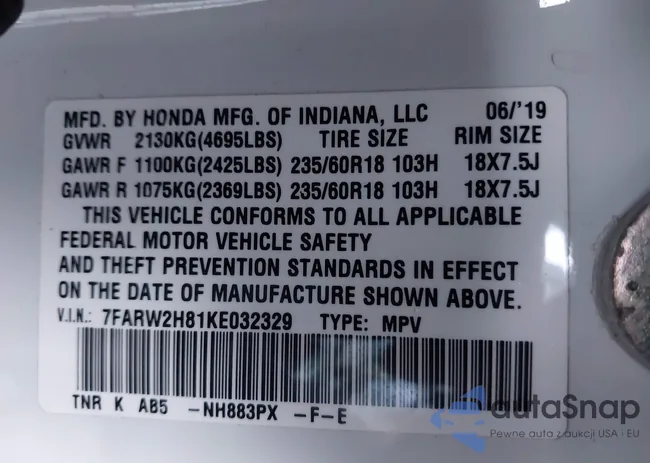 MFD. BY HONDA MFG. OF INDIANA, LLC 06/'19
GVWR 2130KG(4695LBS) TIRE SIZE RIM SIZE
GAWR F 1100KG(2425LBS) 235/60R18 103H 18X7.5J
GAWR R 1075KG(2369LBS) 235/60R18 103H 18X7.5J
THIS VEHICLE CONFORMS TO ALL APPLICABLE
FEDERAL MOTOR VEHICLE SAFETY
AND THEFT PREVENTION STANDARDS IN EFFECT
ON THE DATE OF MANUFACTURE SHOWN ABOVE.
V.I.N.: 7FARW2H81KE032329 TYPE: MPV
TNR K AB5 -NH883PX -F-E
autaSnap
Pewne auta z aukcji USA · EU